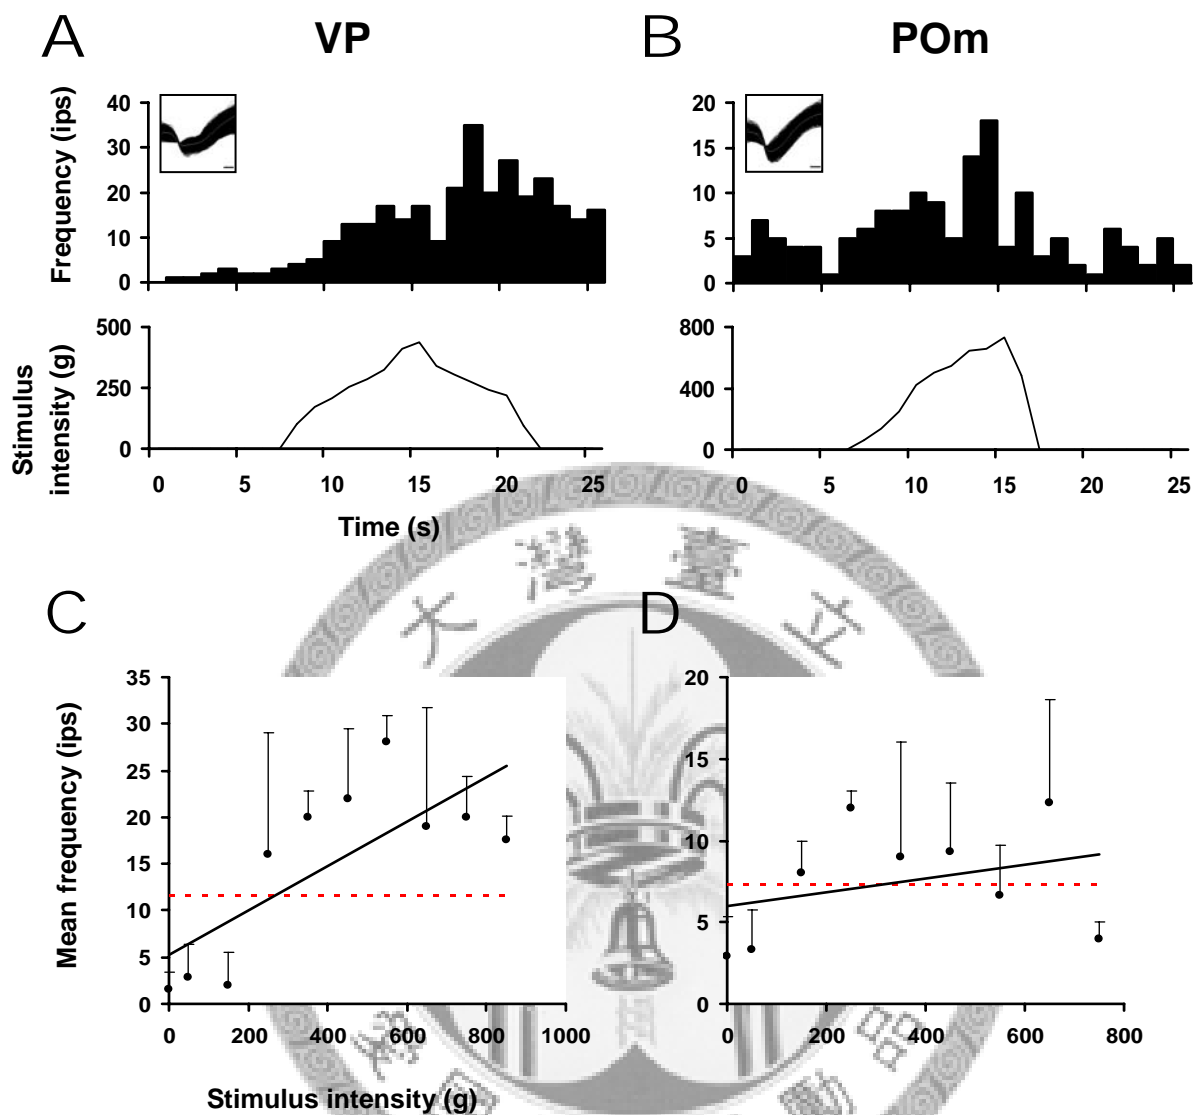 A VP B POm
40
30
20
10
0
Frequency (ips)
20
15
10
5
0
500
250
0
Stimulus
intensity (g)
800
400
0
0 5 10 15 20 25
0 5 10 15 20 25
Time (s)
大 灣 臺 立
C D
35
30
25
20
15
10
5
0
Mean frequency (ips)
20
15
10
5
0
0 200 400 600 800 1000
0 200 400 600 800
Stimulus intensity (g)